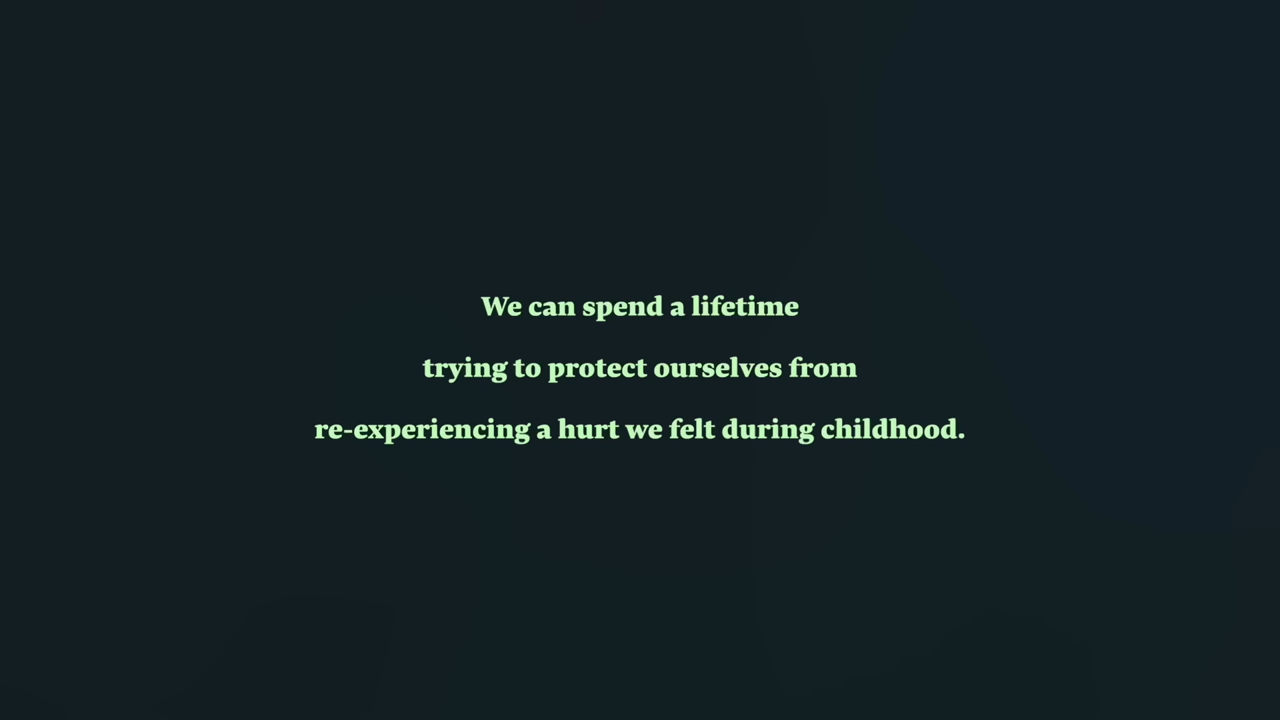 We can spend a lifetime
trying to protect ourselves from
re-experiencing a hurt we felt during childhood.